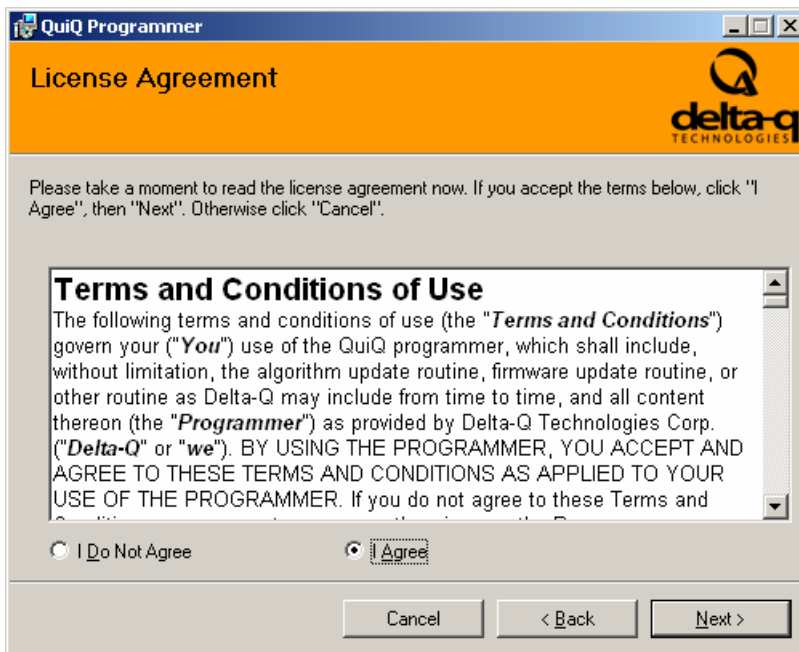 QuiQ Programmer
License Agreement
delta-q
TECHNOLOGIES
Please take a moment to read the license agreement now. If you accept the terms below, click "I
Agree", then "Next". Otherwise click "Cancel".
Terms and Conditions of Use
The following terms and conditions of use (the "Terms and Conditions")
govern your ("You") use of the QuiQ programmer, which shall include,
without limitation, the algorithm update routine, firmware update routine, or
other routine as Delta-Q may include from time to time, and all content
thereon (the "Programmer") as provided by Delta-Q Technologies Corp.
("Delta-Q" or "we"). BY USING THE PROGRAMMER, YOU ACCEPT AND
AGREE TO THESE TERMS AND CONDITIONS AS APPLIED TO YOUR
USE OF THE PROGRAMMER. If you do not agree to these Terms and
I Do Not Agree
I Agree
Cancel
< Back
Next >